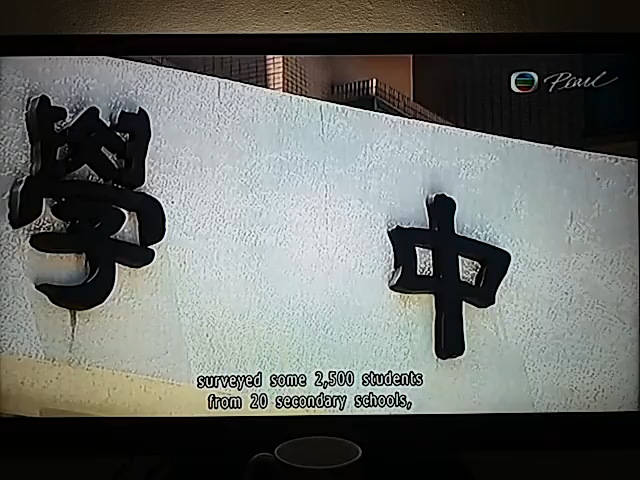 Pearl
學 中
surveyed some 2,500 students
from 20 secondary schools,